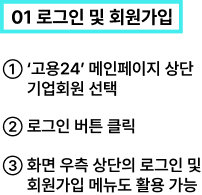 01 로그인 및 회원가입
① ‘고용24’ 메인페이지 상단
기업회원 선택
② 로그인 버튼 클릭
③ 화면 우측 상단의 로그인 및
회원가입 메뉴도 활용 가능